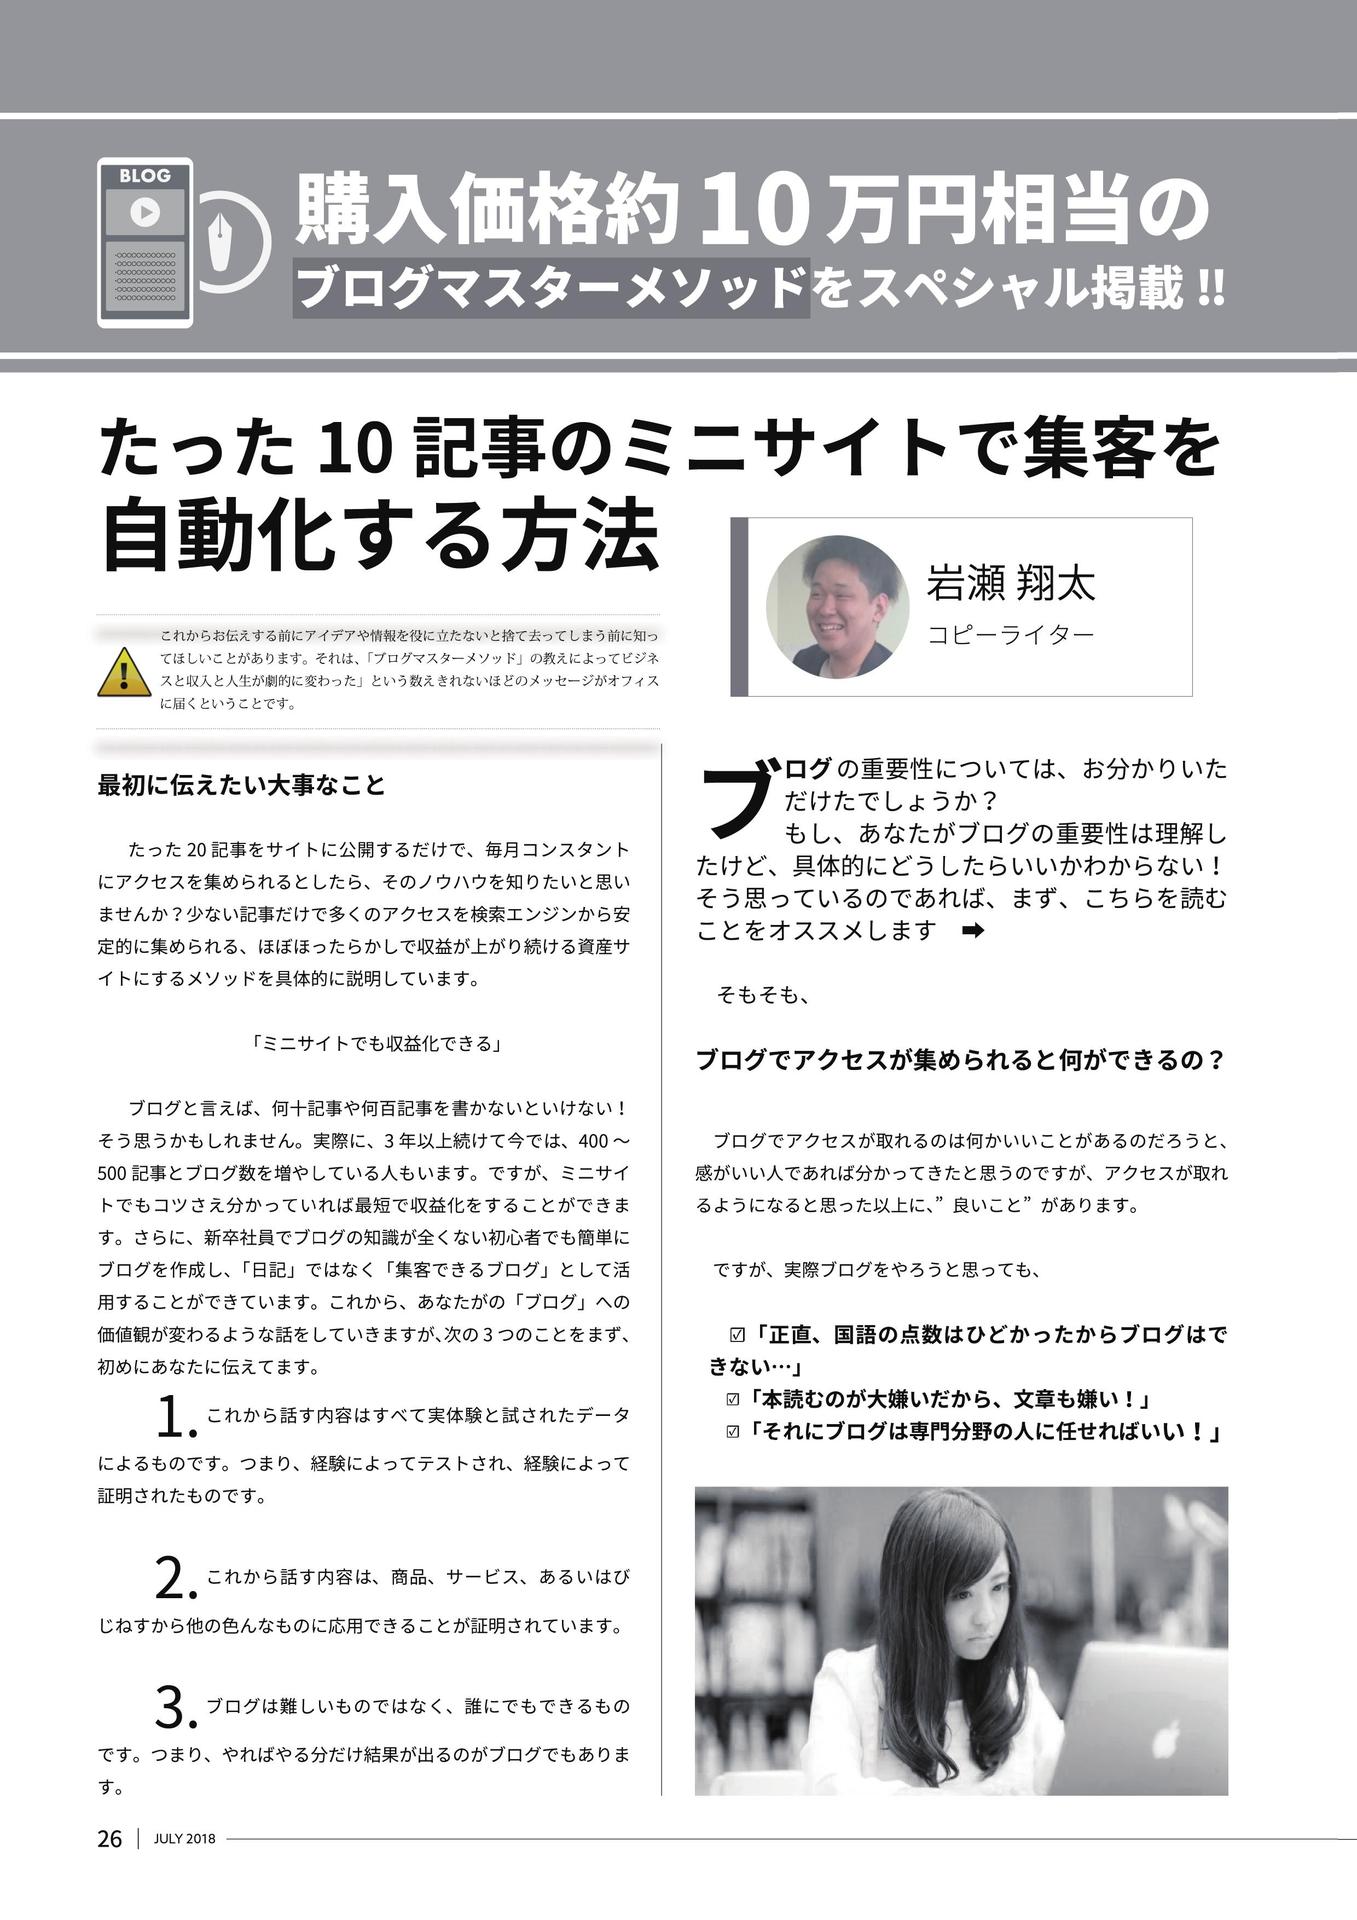 BLOG
購入価格約10万円相当の
ブログマスターメソッドをスペシャル掲載!!
たった 10 記事のミニサイトで集客を
自動化する方法
岩瀬 翔太
コピーライター
これからお伝えする前にアイデアや情報を役に立たないと捨て去ってしまう前に知っ
てほしいことがあります。それは、「ブログマスターメソッド」の教えによってビジネ
スと収入と人生が劇的に変わった」という数えきれないほどのメッセージがオフィス
に届くということです。
最初に伝えたい大事なこと
たった 20 記事をサイトに公開するだけで、毎月コンスタント
にアクセスを集められるとしたら、そのノウハウを知りたいと思い
ませんか？少ない記事だけで多くのアクセスを検索エンジンから安
定的に集められる、ほぼほったらかしで収益が上がり続ける資産サ
イトにするメソッドを具体的に説明しています。
「ミニサイトでも収益化できる」
ブログと言えば、何十記事や何百記事を書かないといけない！
そう思うかもしれません。実際に、3 年以上続けて今では、400 〜
500 記事とブログ数を増やしている人もいます。ですが、ミニサイ
トでもコツさえ分かっていれば最短で収益化をすることができま
す。さらに、新卒社員でブログの知識が全くない初心者でも簡単に
ブログを作成し、「日記」ではなく「集客できるブログ」として活
用することができています。これから、あなたがの「ブログ」への
価値観が変わるような話をしていきますが、次の 3 つのことをまず、
初めにあなたに伝えてます。
1. これから話す内容はすべて実体験と試されたデータ
によるものです。つまり、経験によってテストされ、経験によって
証明されたものです。
2. これから話す内容は、商品、サービス、あるいはび
じねすから他の色んなものに応用できることが証明されています。
3. ブログは難しいものではなく、誰にでもできるもの
です。つまり、やればやる分だけ結果が出るのがブログでもありま
す。
ブログの重要性については、お分かりいた
だけたでしょうか？
もし、あなたがブログの重要性は理解し
たけど、具体的にどうしたらいいかわからない！
そう思っているのであれば、まず、こちらを読む
ことをオススメします ➡
そもそも、
ブログでアクセスが集められると何ができるの？
ブログでアクセスが取れるのは何かいいことがあるのだろうと、
感がいい人であれば分かってきたと思うのですが、アクセスが取れ
るようになると思った以上に、” 良いこと” があります。
ですが、実際ブログをやろうと思っても、
☑「正直、国語の点数はひどかったからブログはで
きない…」
☑「本読むのが大嫌いだから、文章も嫌い！」
☑「それにブログは専門分野の人に任せればいい！」
26 | JULY 2018